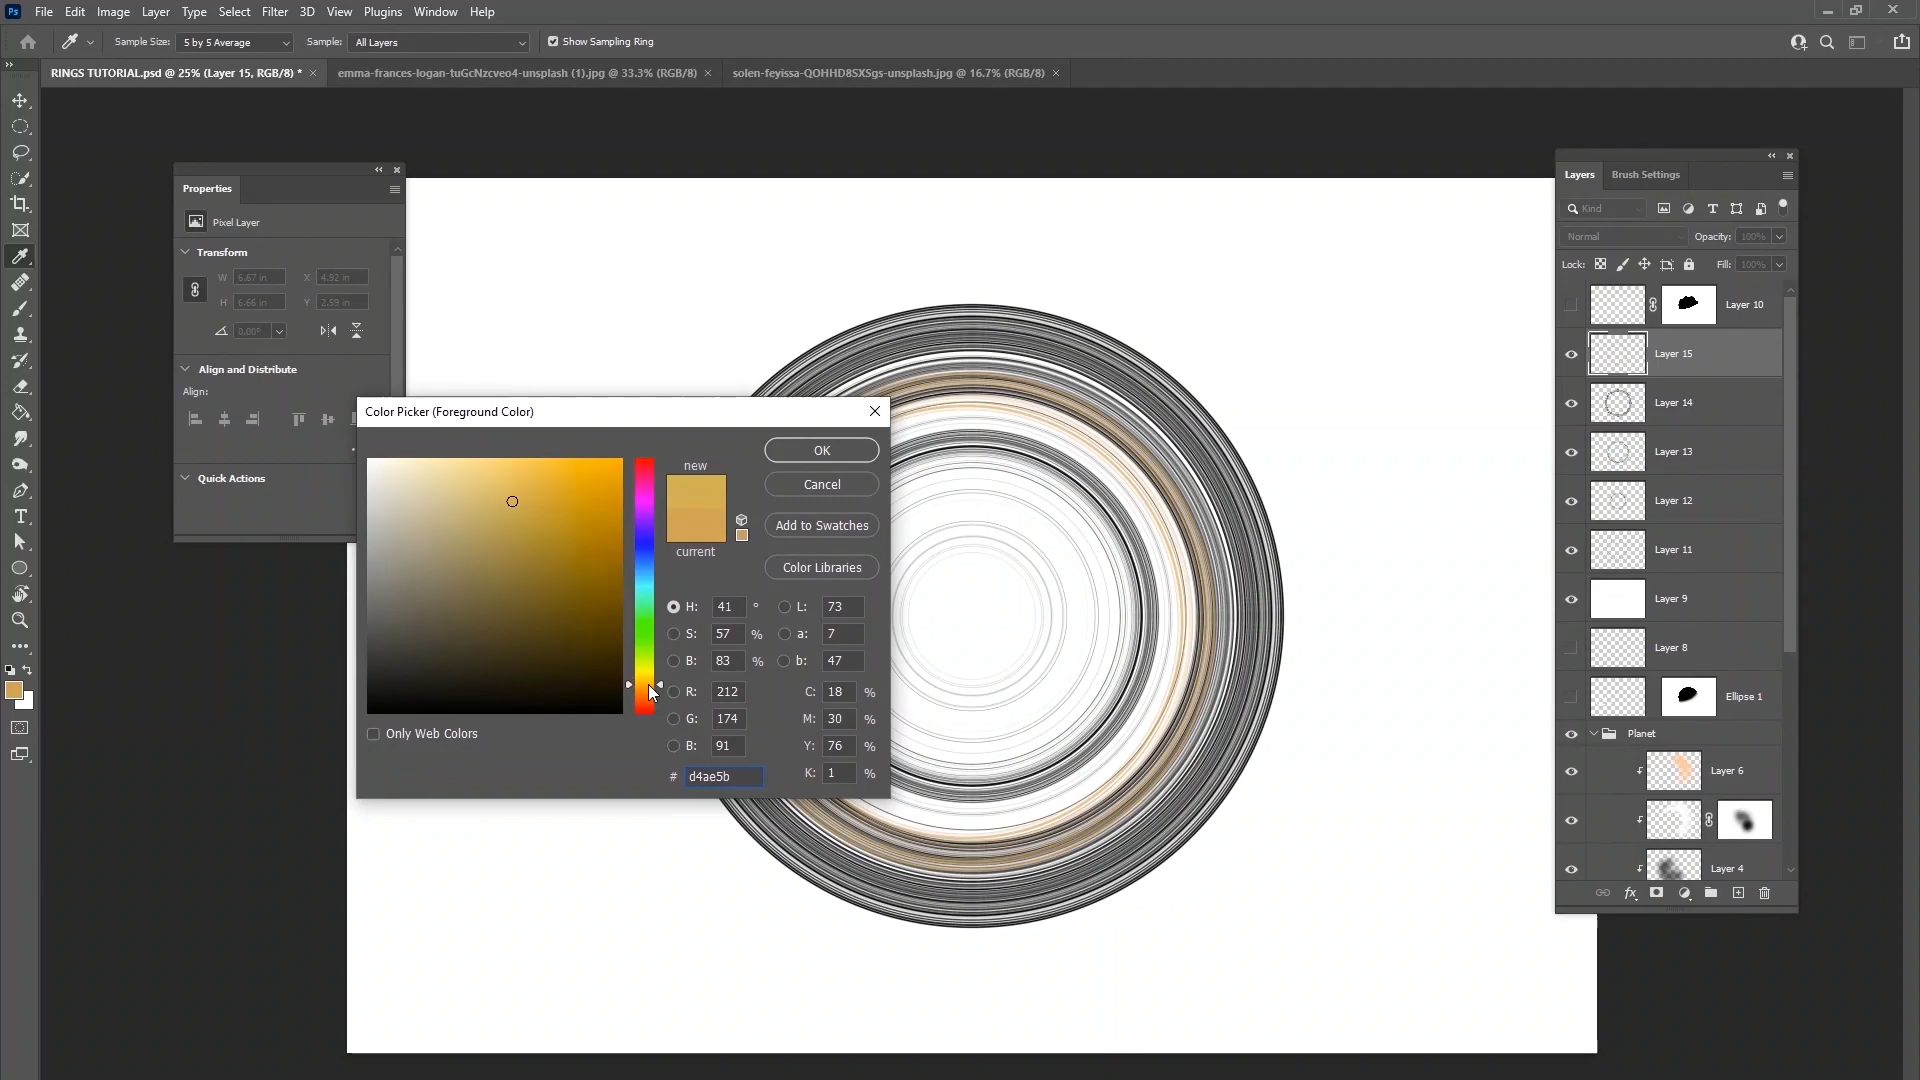 Ps File Edit Image Layer Type Select Filter 3D View Plugins Window Help
Sample Size: 5 by 5 Average Sample: All Layers Show Sampling Ring
RINGS TUTORIAL.psd @ 25% (Layer 15, RGB/8) * × emma-frances-logan-tuGcNzcveo4-unsplash (1).jpg @ 33.3% (RGB/8) × solen-feyissa-QOHHD8SXSgs-unsplash.jpg @ 16.7% (RGB/8) ×
Properties
Pixel Layer
Transform
W 6.67 in X 4.92 in
H 6.66 in Y 2.59 in
0.00°
Align and Distribute
Align:
Quick Actions
Color Picker (Foreground Color)
new
current
OK
Cancel
Add to Swatches
Color Libraries
H: 41 ° L: 73
S: 57 % a: 7
B: 83 % b: 47
R: 212 C: 18 %
G: 174 M: 30 %
B: 91 Y: 76 %
# d4ae5b K: 1 %
Only Web Colors
Layers Brush Settings
Kind
Normal Opacity: 100%
Lock: Fill: 100%
Layer 10
Layer 15
Layer 14
Layer 13
Layer 12
Layer 11
Layer 9
Layer 8
Ellipse 1
Planet
Layer 6
Layer 4
fx